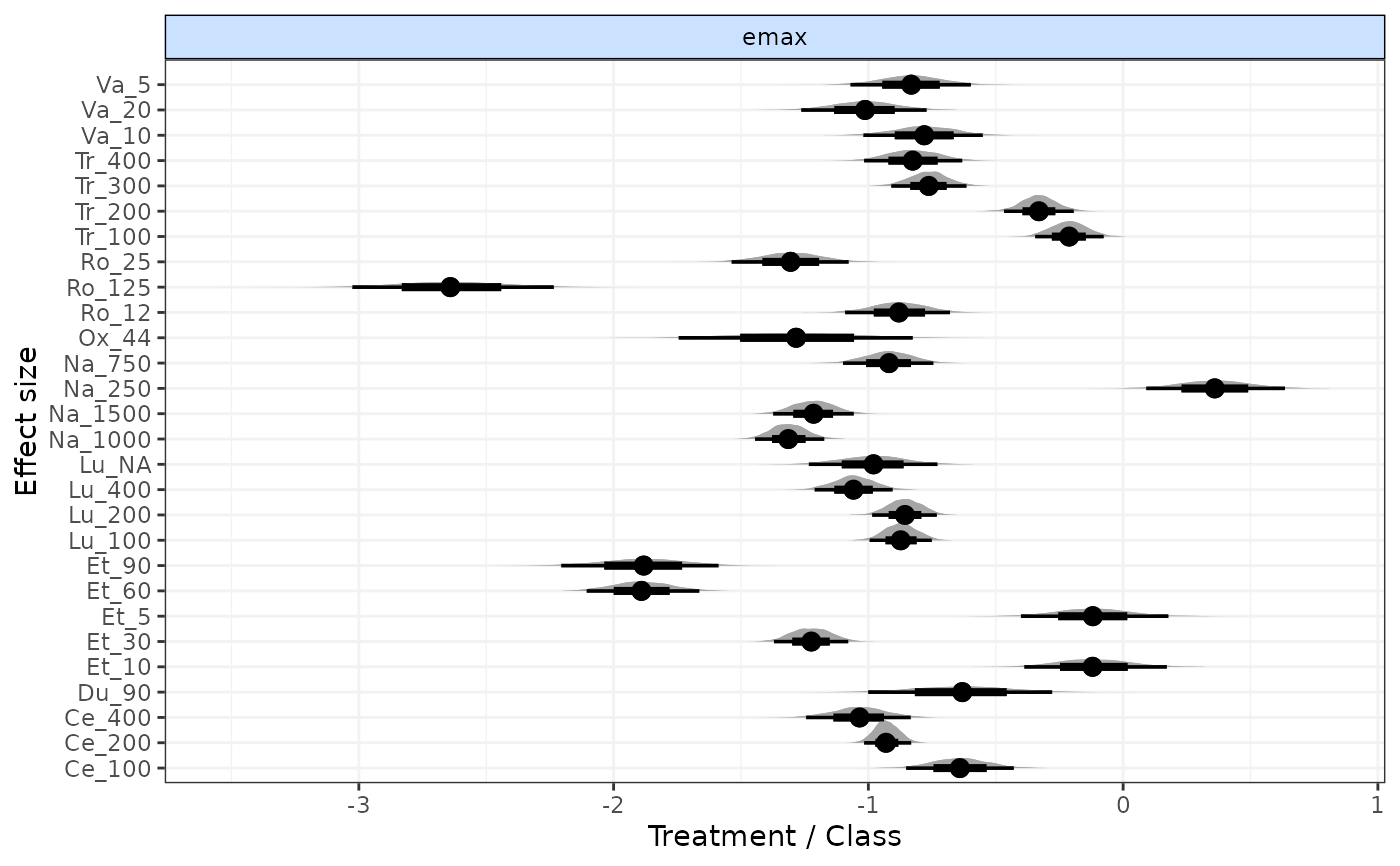 emax
Va_5
Va_20
Va_10
Tr_400
Tr_300
Tr_200
Tr_100
Ro_25
Ro_125
Ro_12
Ox_44
Na_750
Na_250
Na_1500
Na_1000
Lu_NA
Lu_400
Lu_200
Lu_100
Et_90
Et_60
Et_5
Et_30
Et_10
Du_90
Ce_400
Ce_200
Ce_100
Effect size
-3 -2 -1 0 1
Treatment / Class